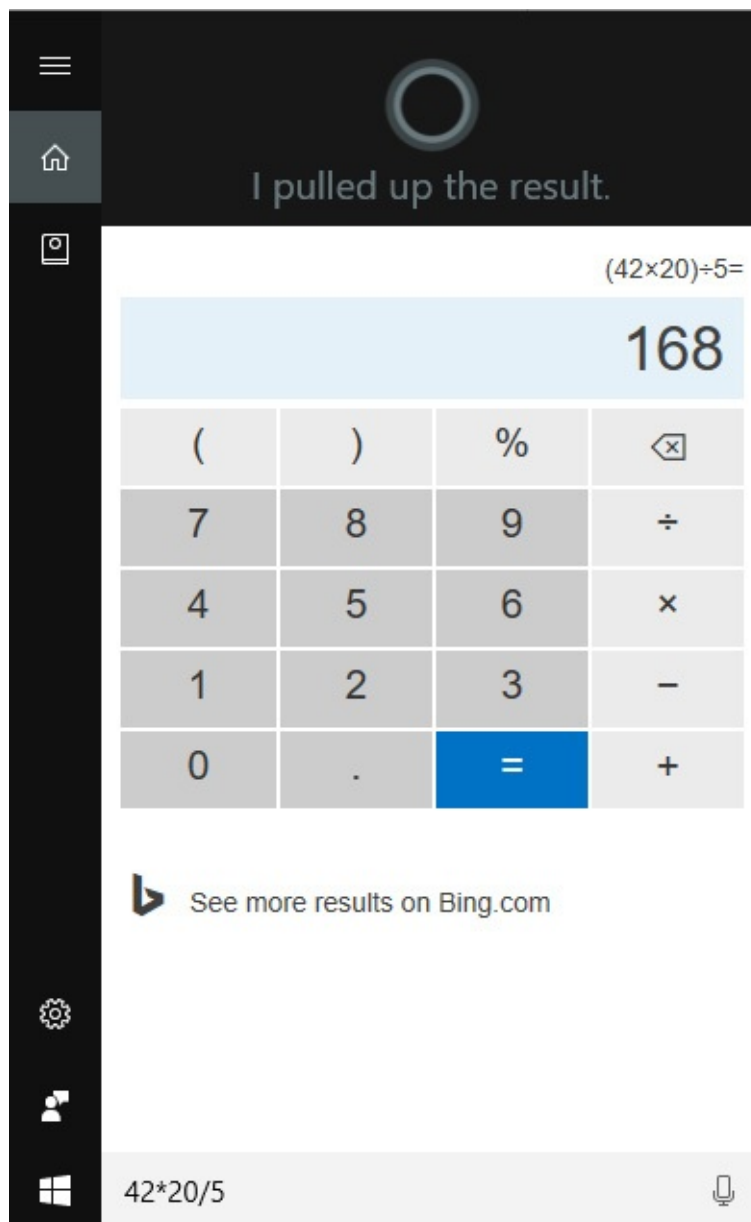 I pulled up the result.
(42×20)÷5=
168
( ) %
7 8 9 ÷
4 5 6 ×
1 2 3 −
0 . = +
See more results on Bing.com
42*20/5